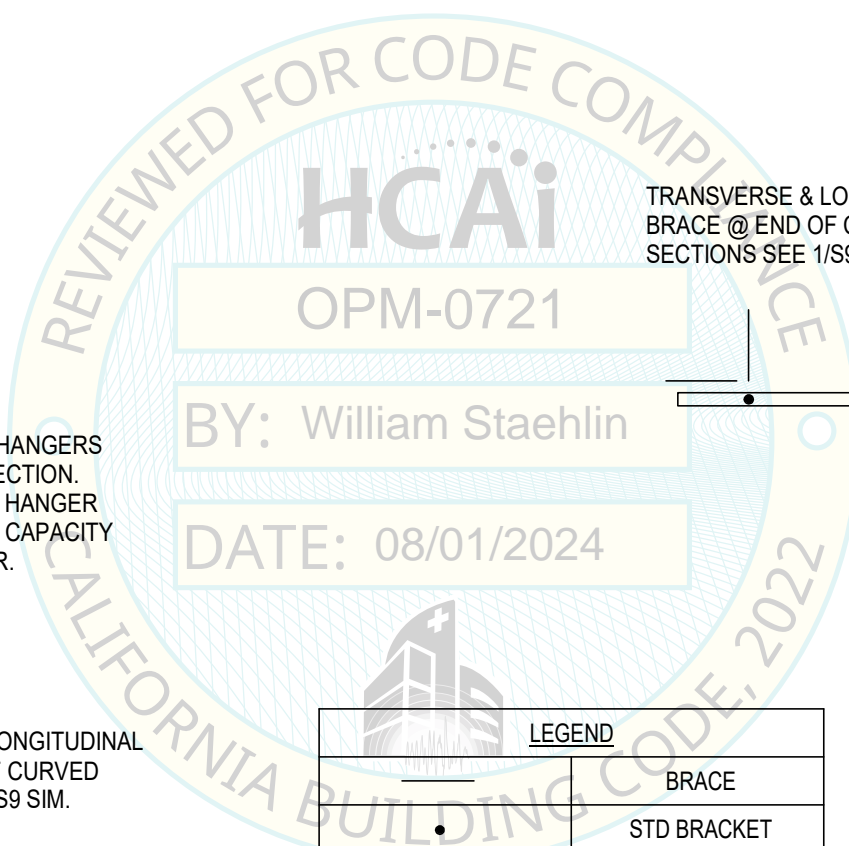 REVIEWED FOR CODE COMPLIANCE
HCAi
TRANSVERSE & LO
BRACE @ END OF
SECTIONS SEE 1/S9
OPM-0721
BY: William Staehlin
HANGERS
ECTION.
HANGER
CAPACITY
R.
DATE: 08/01/2024
ONGITUDINAL
CURVED
S9 SIM.
LEGEND
BRACE
STD BRACKET
CALIFORNIA BUILDING CODE, 2022